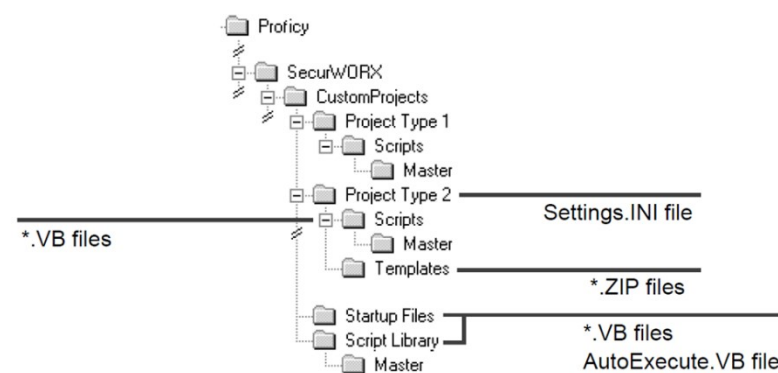 Proficy
SecurWORX
CustomProjects
Project Type 1
Scripts
Master
Project Type 2
Settings.INI file
Scripts
*.VB files
Master
Templates
*.ZIP files
Startup Files
*.VB files
Script Library
AutoExecute.VB file
Master